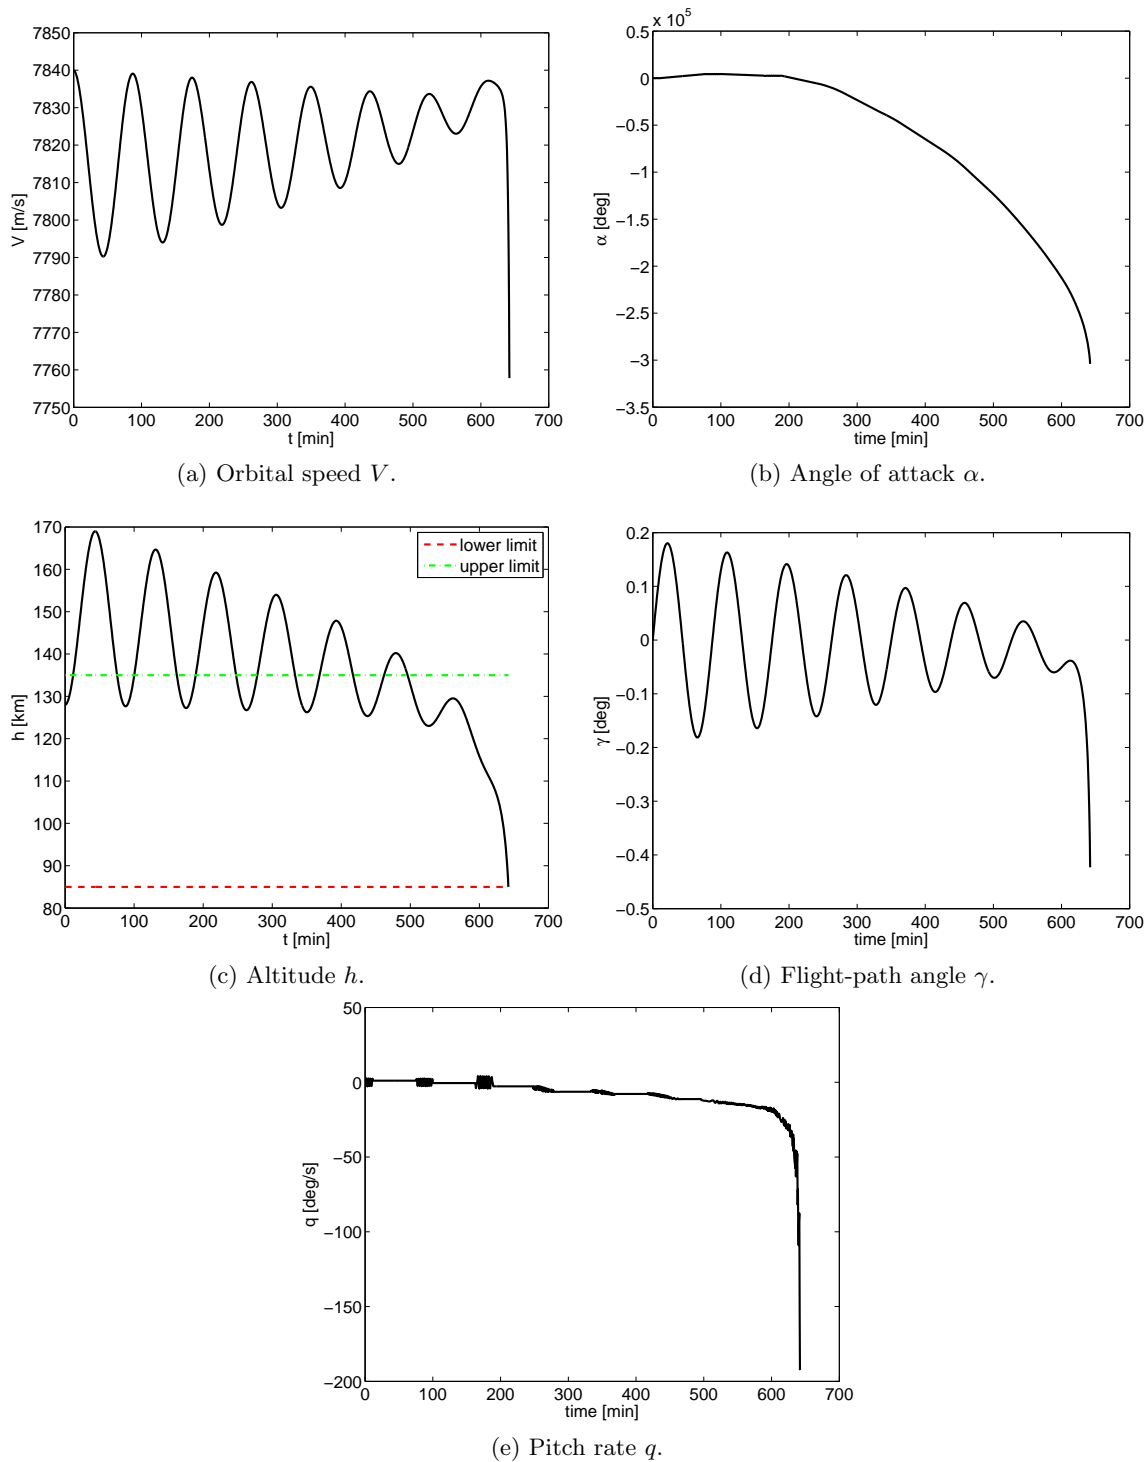 7850
7840
7830
7820
7810
7800
7790
7780
7770
7760
7750
V [m/s]
0 100 200 300 400 500 600 700
t [min]
(a) Orbital speed V.
x 10^5
0.5
0
−0.5
−1
−1.5
−2
−2.5
−3
−3.5
α [deg]
0 100 200 300 400 500 600 700
time [min]
(b) Angle of attack α.
170
160
150
140
130
120
110
100
90
80
h [km]
lower limit
upper limit
0 100 200 300 400 500 600 700
t [min]
(c) Altitude h.
0.2
0.1
0
−0.1
−0.2
−0.3
−0.4
−0.5
γ [deg]
0 100 200 300 400 500 600 700
time [min]
(d) Flight-path angle γ.
50
0
−50
−100
−150
−200
q [deg/s]
0 100 200 300 400 500 600 700
time [min]
(e) Pitch rate q.